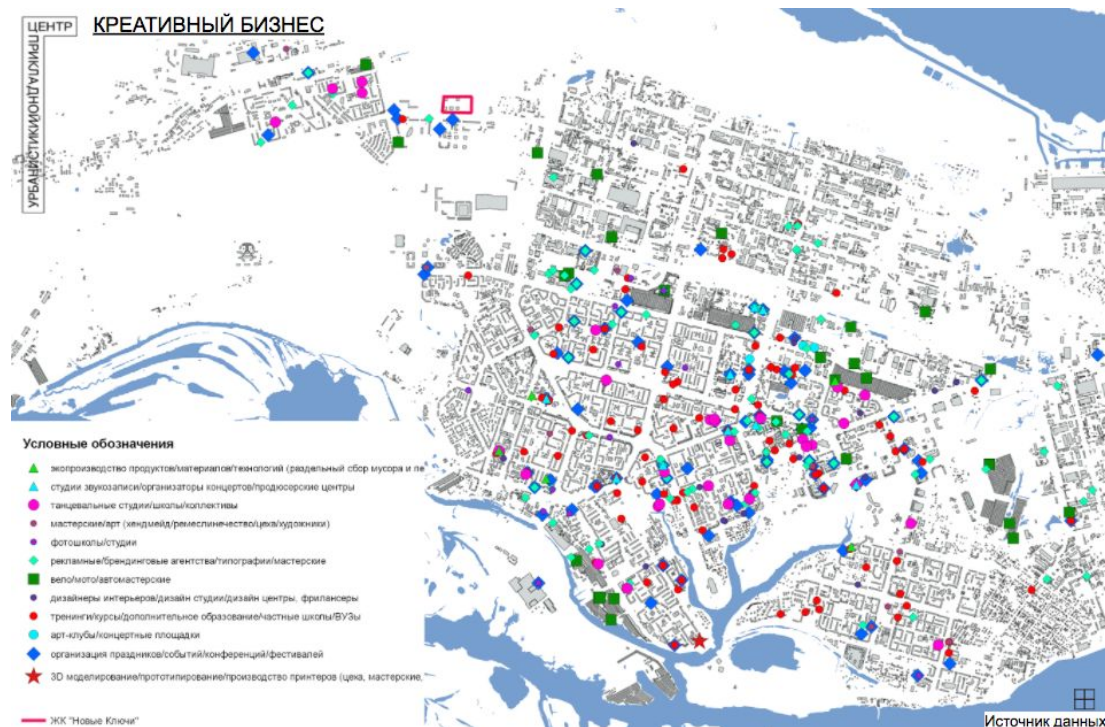 ЦЕНТР
ПРИКЛАДНОЙ
УРБАНИСТИКИ
КРЕАТИВНЫЙ БИЗНЕС
Условные обозначения
экопроизводство продуктов/материалов/технологий (раздельный сбор мусора и пе
студии звукозаписи/организаторы концертов/продюсерские центры
танцевальные студии/школы/коллективы
мастерские/арт (хендмейд/ремесличество/цеха/художники)
фотошколы/студии
рекламные/брендинговые агентства/типографии/мастерские
вело/мото/автомастерские
дизайнеры интерьеров/дизайн студии/дизайн центры, фрилансеры
тренинги/курсы/дополнительное образование/частные школы/ВУЗы
арт-клубы/концертные площадки
организация праздников/событий/конференций/фестивалей
3D моделирование/прототипирование/производство принтеров (цеха, мастерские,
ЖК "Новые Ключи"
Источник данных